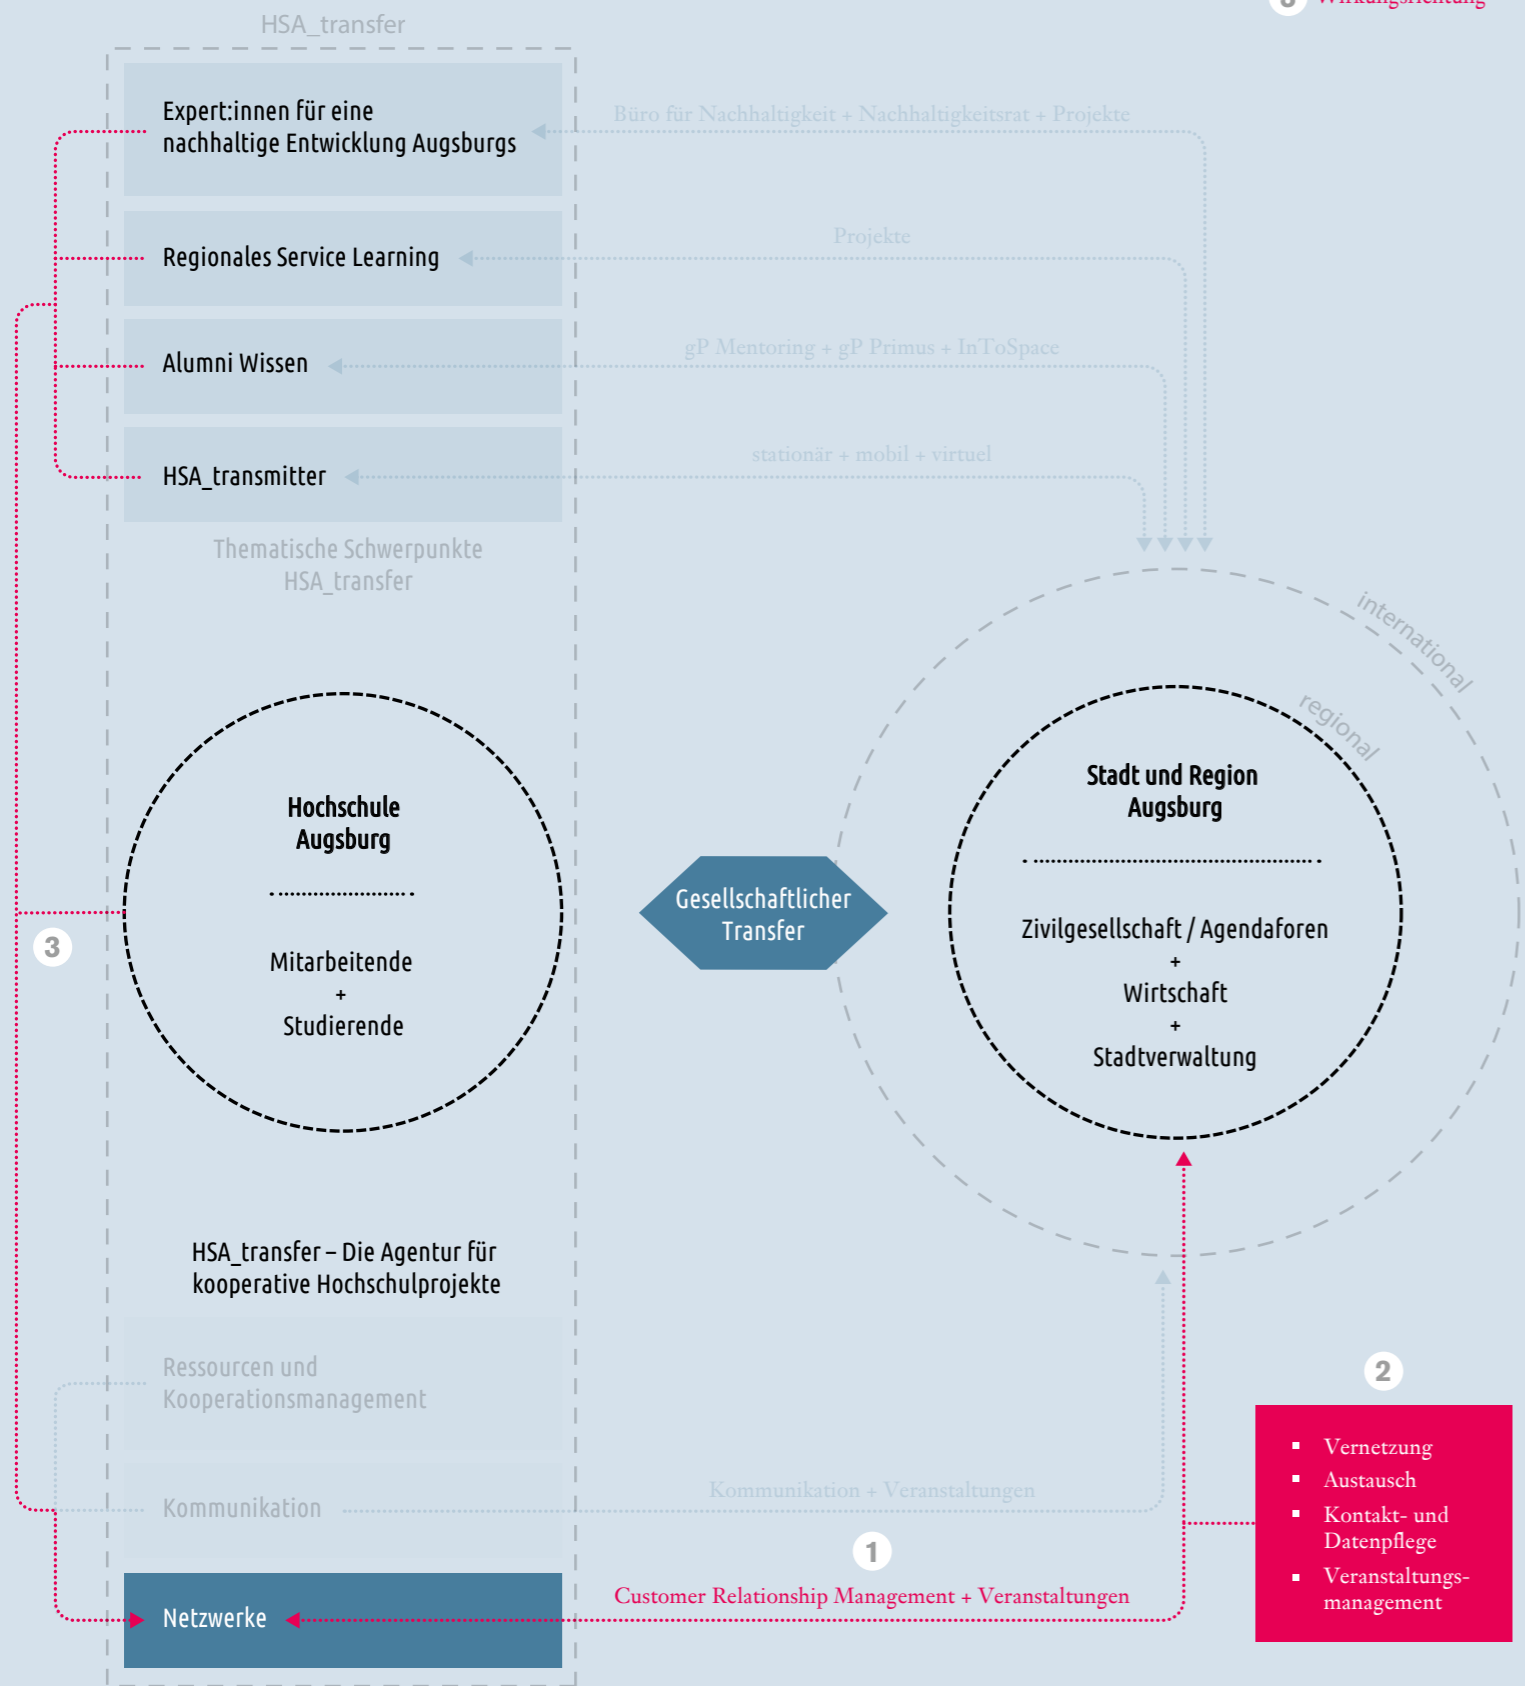 3 Wirkungsrichtung
HSA_transfer
Expert:innen für eine
nachhaltige Entwicklung Augsburgs
Büro für Nachhaltigkeit + Nachhaltigkeitsrat + Projekte
Regionales Service Learning
Projekte
Alumni Wissen
gP Mentoring + gP Primus + InToSpace
HSA_transmitter
stationär + mobil + virtuel
Thematische Schwerpunkte
HSA_transfer
international
regional
Hochschule
Augsburg
Mitarbeitende
+
Studierende
3
Gesellschaftlicher
Transfer
Stadt und Region
Augsburg
Zivilgesellschaft / Agendaforen
+
Wirtschaft
+
Stadtverwaltung
HSA_transfer – Die Agentur für
kooperative Hochschulprojekte
Ressourcen und
Kooperationsmanagement
Kommunikation
Kommunikation + Veranstaltungen
1
Customer Relationship Management + Veranstaltungen
Netzwerke
2
▪ Vernetzung
▪ Austausch
▪ Kontakt- und
Datenpflege
▪ Veranstaltungs-
management